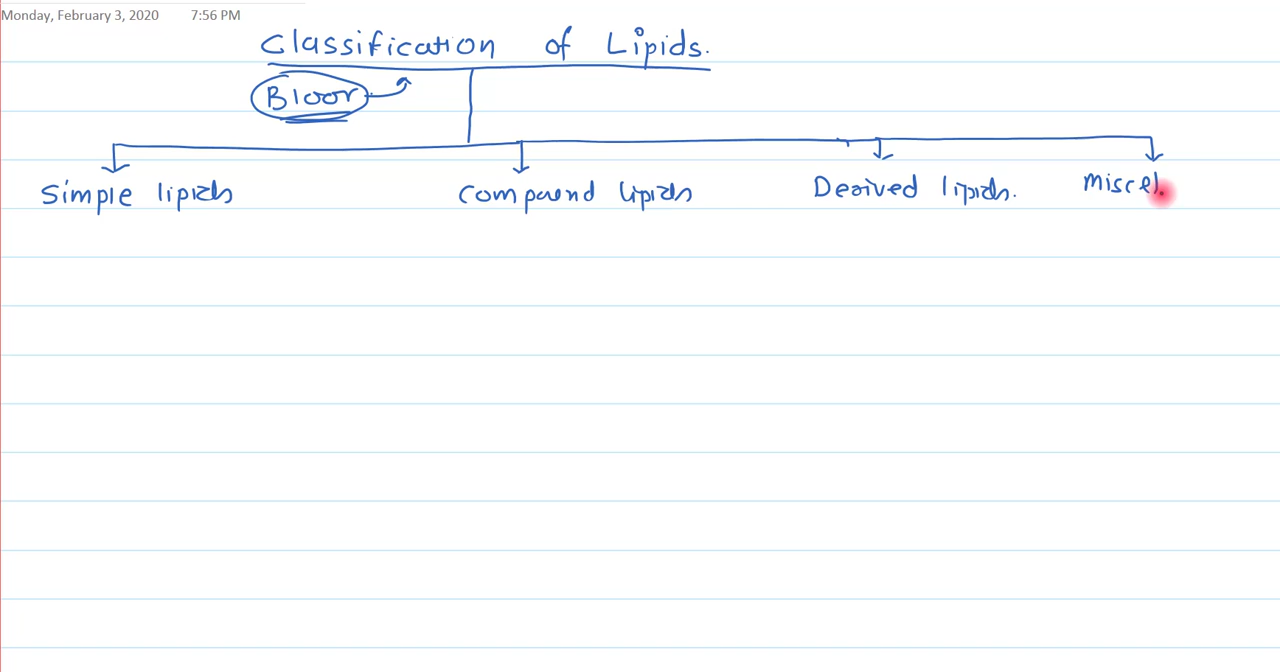 Monday, February 3, 2020 7:56 PM
Classification of Lipids.
Bloor
Simple lipids Compound lipids Derived lipids. Miscel